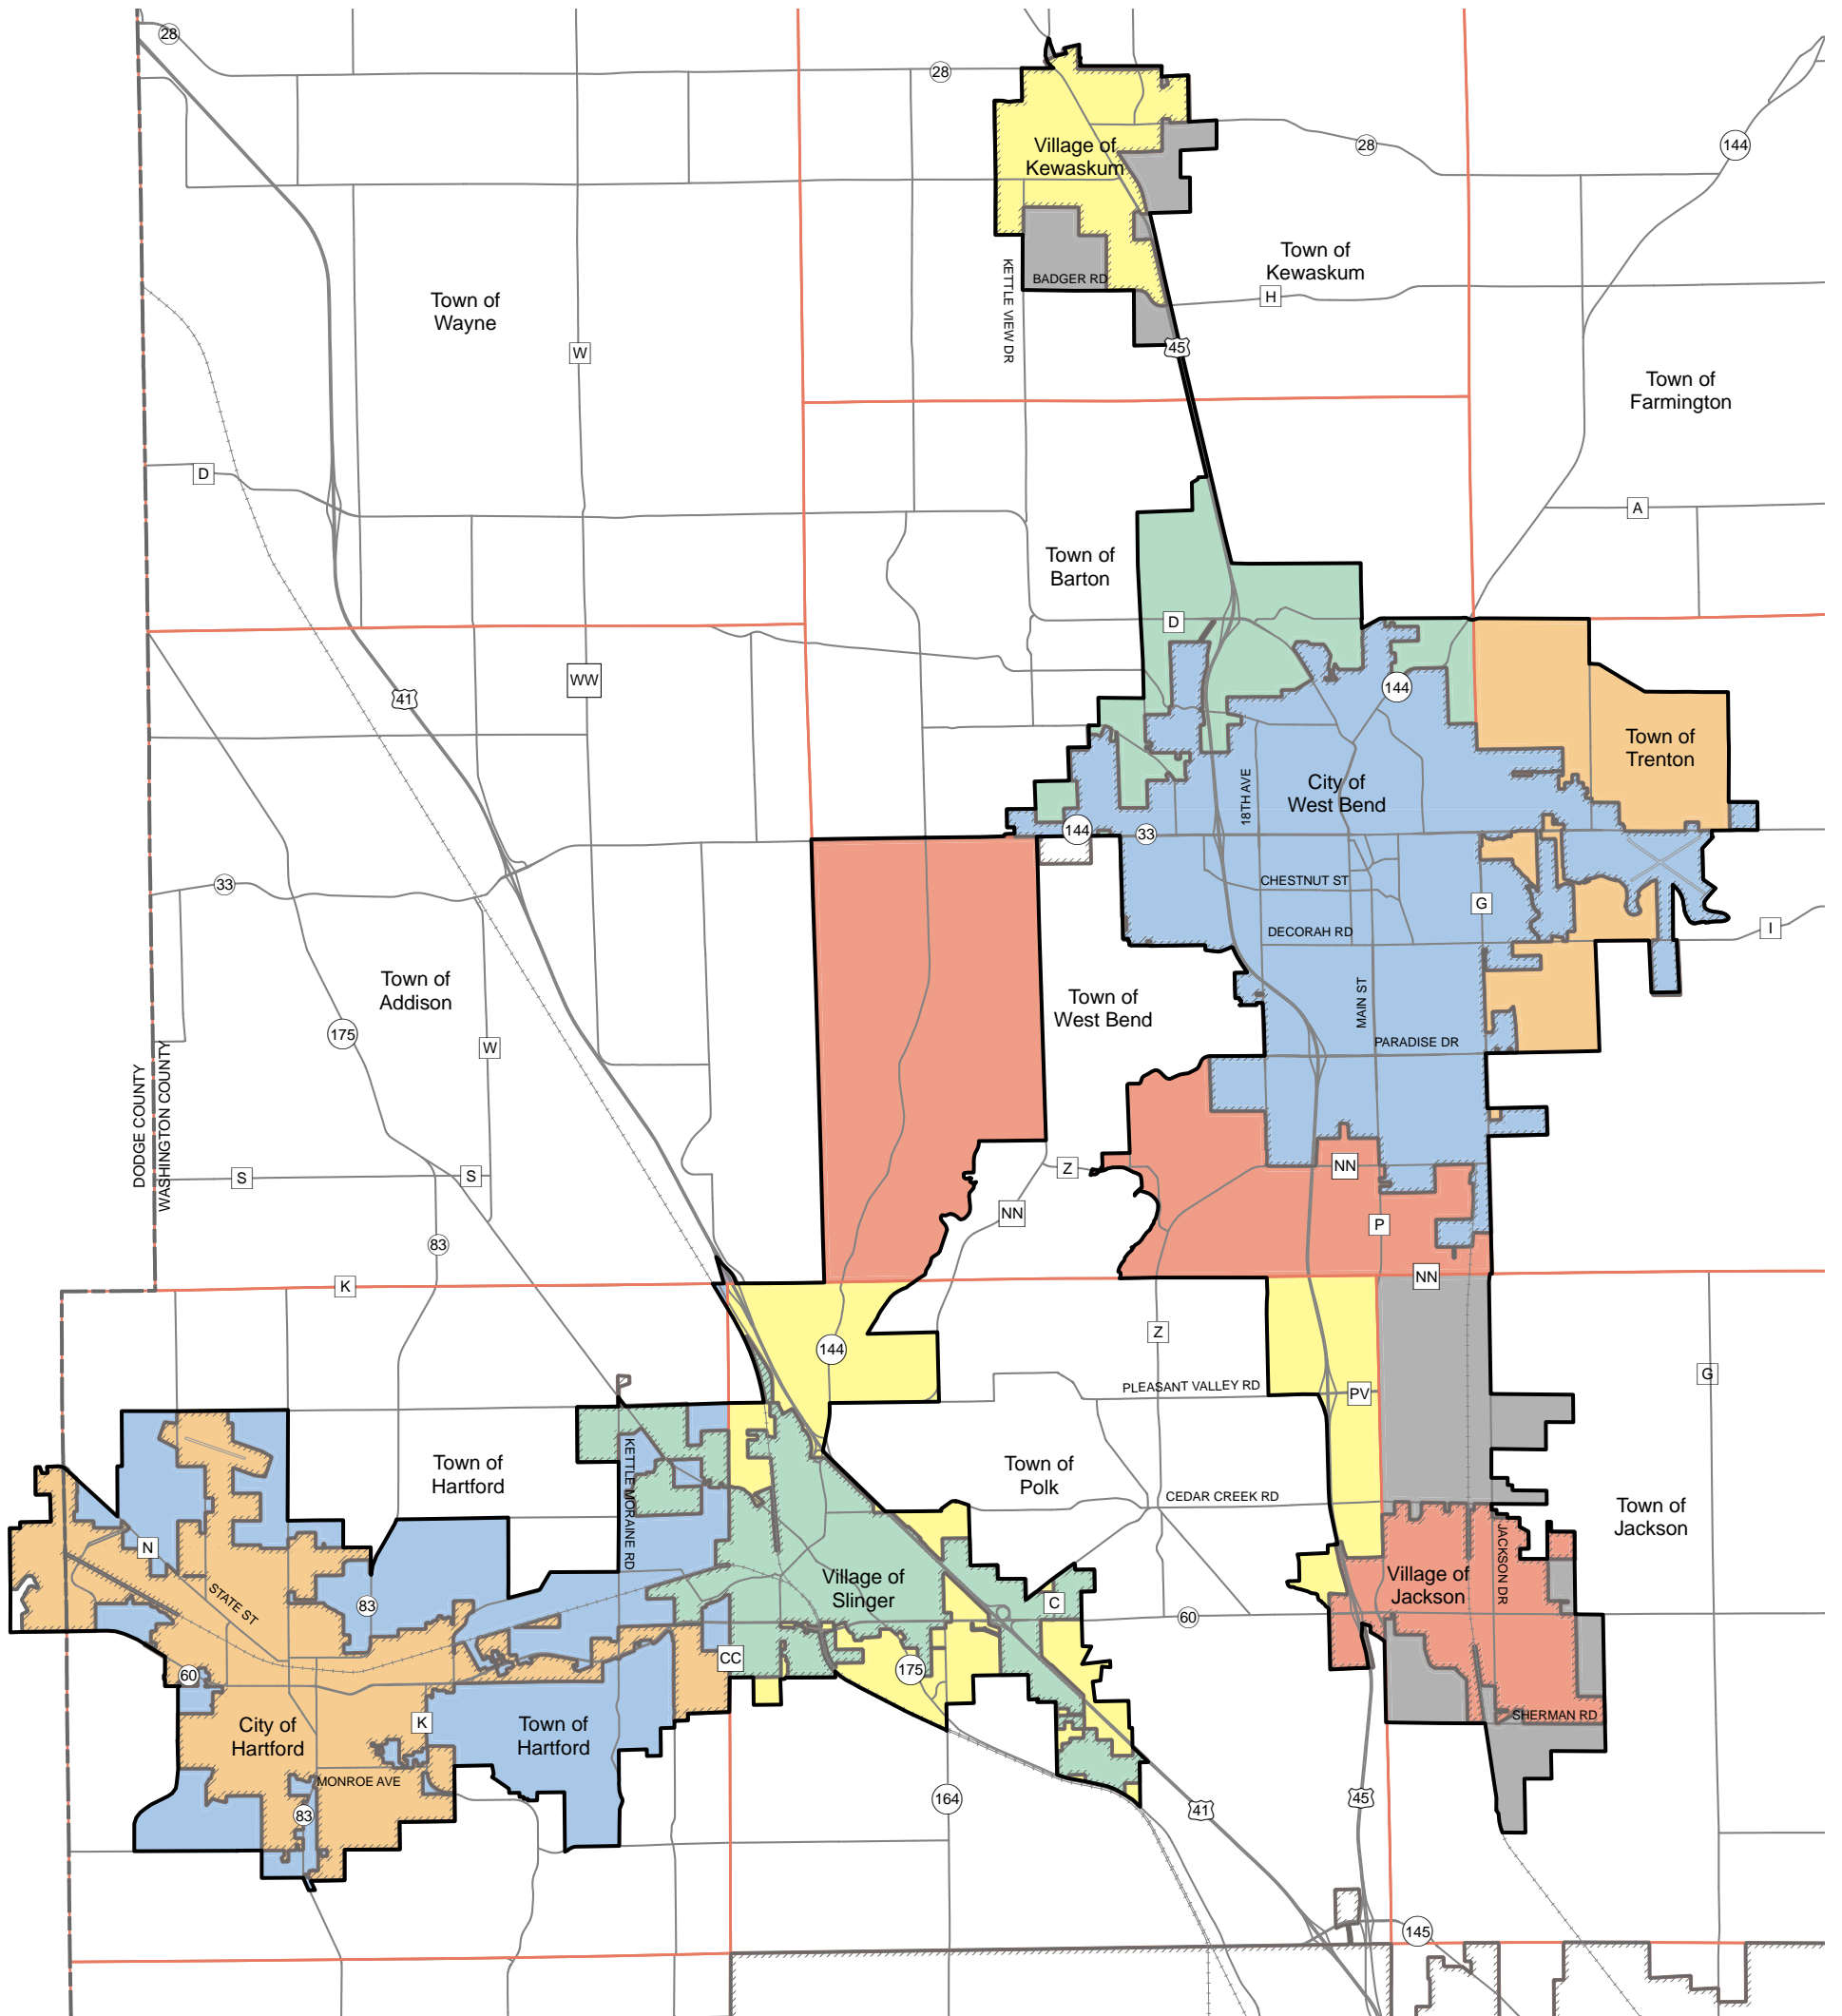 28
28
144
28
Village of
Kewaskum
Town of
Kewaskum
KETTLE VIEW DR
BADGER RD
H
Town of
Wayne
W
45
Town of
Farmington
D
A
Town of
Barton
D
WW
41
144
Town of
Trenton
18TH AVE
City of
West Bend
144
33
33
CHESTNUT ST
G
I
DECORAH RD
Town of
Addison
Town of
West Bend
MAIN ST
175
W
PARADISE DR
DODGE COUNTY
WASHINGTON COUNTY
S
S
Z
NN
NN
P
83
K
NN
144
Z
G
PLEASANT VALLEY RD
PV
Town of
Hartford
KETTLE MORAINE RD
Town of
Polk
CEDAR CREEK RD
Town of
Jackson
N
JACKSON DR
STATE ST
83
Village of
Slinger
C
Village of
Jackson
60
60
CC
175
K
City of
Hartford
Town of
Hartford
SHERMAN RD
MONROE AVE
83
164
41
45
145